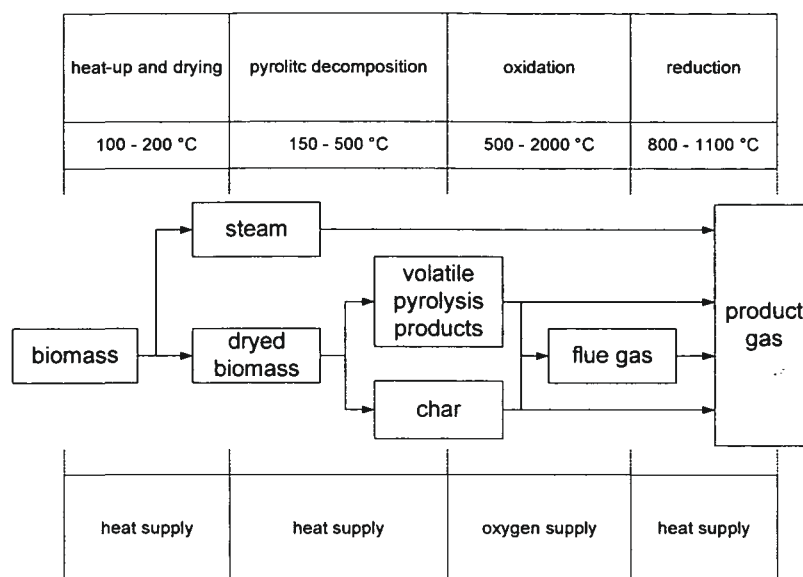 heat-up and drying
pyrolitc decomposition
oxidation
reduction
100 - 200 °C
150 - 500 °C
500 - 2000 °C
800 - 1100 °C
steam
volatile
pyrolysis
products
product
gas
biomass
dryed
biomass
flue gas
char
heat supply
heat supply
oxygen supply
heat supply